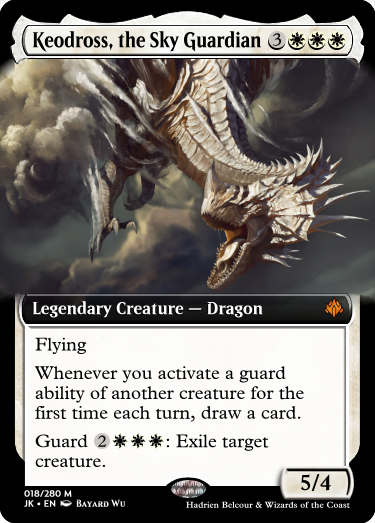 Keodross, the Sky Guardian 3
Legendary Creature — Dragon
Flying
Whenever you activate a guard
ability of another creature for the
first time each turn, draw a card.
Guard 2: Exile target
creature.
5/4
018/280 M
JK • EN Bayard Wu
Hadrien Belcour & Wizards of the Coast